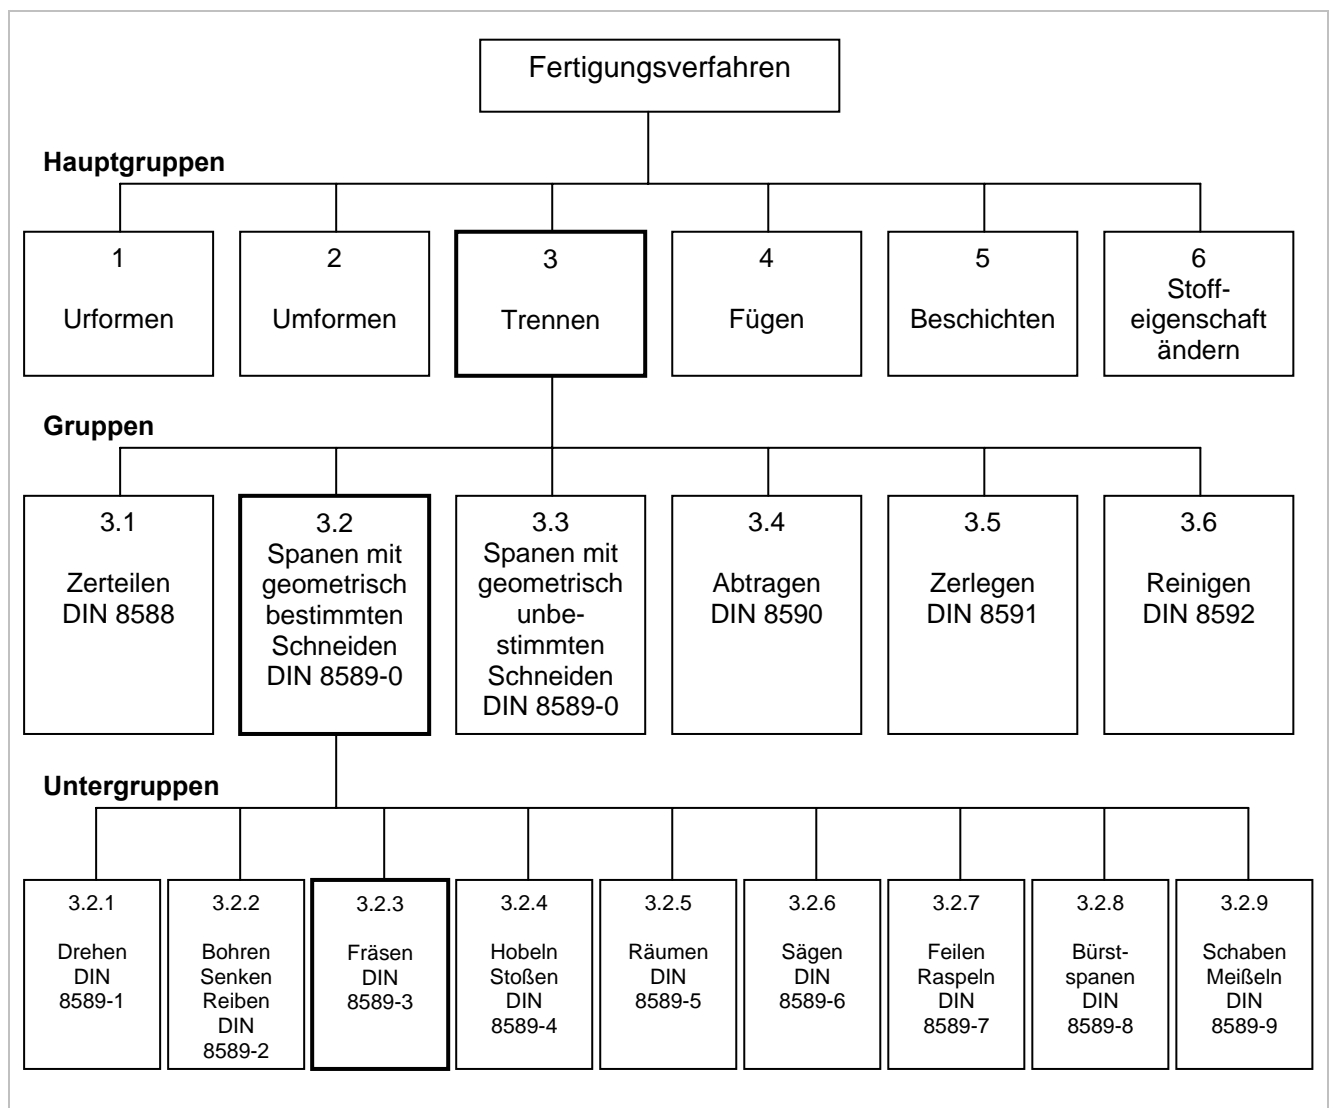 Fertigungsverfahren
Hauptgruppen
1
Urformen
2
Umformen
3
Trennen
4
Fügen
5
Beschichten
6
Stoff-
eigenschaft
ändern
Gruppen
3.1
Zerteilen
DIN 8588
3.2
Spanen mit
geometrisch
bestimmten
Schneiden
DIN 8589-0
3.3
Spanen mit
geometrisch
unbe-
stimmten
Schneiden
DIN 8589-0
3.4
Abtragen
DIN 8590
3.5
Zerlegen
DIN 8591
3.6
Reinigen
DIN 8592
Untergruppen
3.2.1
Drehen
DIN
8589-1
3.2.2
Bohren
Senken
Reiben
DIN
8589-2
3.2.3
Fräsen
DIN
8589-3
3.2.4
Hobeln
Stoßen
DIN
8589-4
3.2.5
Räumen
DIN
8589-5
3.2.6
Sägen
DIN
8589-6
3.2.7
Feilen
Raspeln
DIN
8589-7
3.2.8
Bürst-
spanen
DIN
8589-8
3.2.9
Schaben
Meißeln
DIN
8589-9